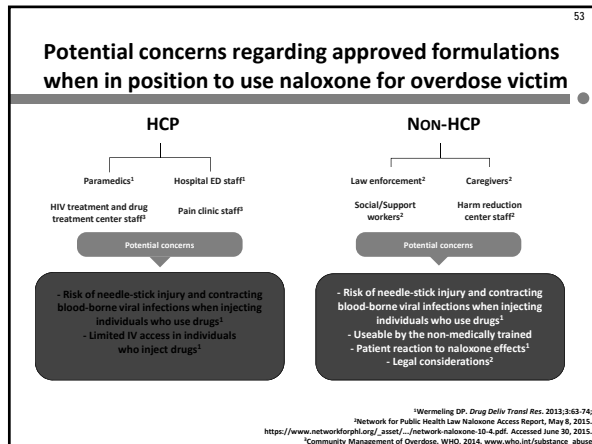 53
Potential concerns regarding approved formulations
when in position to use naloxone for overdose victim
HCP
Paramedics¹
Hospital ED staff¹
HIV treatment and drug
treatment center staff³
Pain clinic staff³
Potential concerns
- Risk of needle-stick injury and contracting
blood-borne viral infections when injecting
individuals who use drugs¹
- Limited IV access in individuals
who inject drugs¹
NON-HCP
Law enforcement²
Caregivers²
Social/Support
workers²
Harm reduction
center staff²
Potential concerns
- Risk of needle-stick injury and contracting
blood-borne viral infections when injecting
individuals who use drugs¹
- Useable by the non-medically trained
- Patient reaction to naloxone effects¹
- Legal considerations²
¹Wermeling DP. Drug Deliv Transl Res. 2013;3:63-74;
²Network for Public Health Law Naloxone Access Report, May 8, 2015.
https://www.networkforphl.org/_asset/.../network-naloxone-10-4.pdf. Accessed June 30, 2015.
³Community Management of Overdose, WHO, 2014. www.who.int/substance_abuse